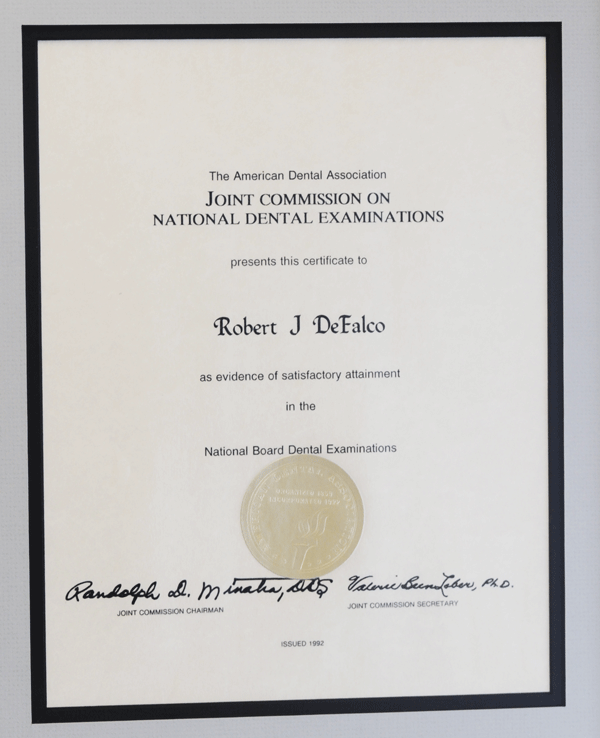 The American Dental Association
JOINT COMMISSION ON
NATIONAL DENTAL EXAMINATIONS
presents this certificate to
Robert J DeFalco
as evidence of satisfactory attainment
in the
National Board Dental Examinations
Randolph D. Minatra, DDS
JOINT COMMISSION CHAIRMAN
Valerie Ph.D.
JOINT COMMISSION SECRETARY
ISSUED 1992